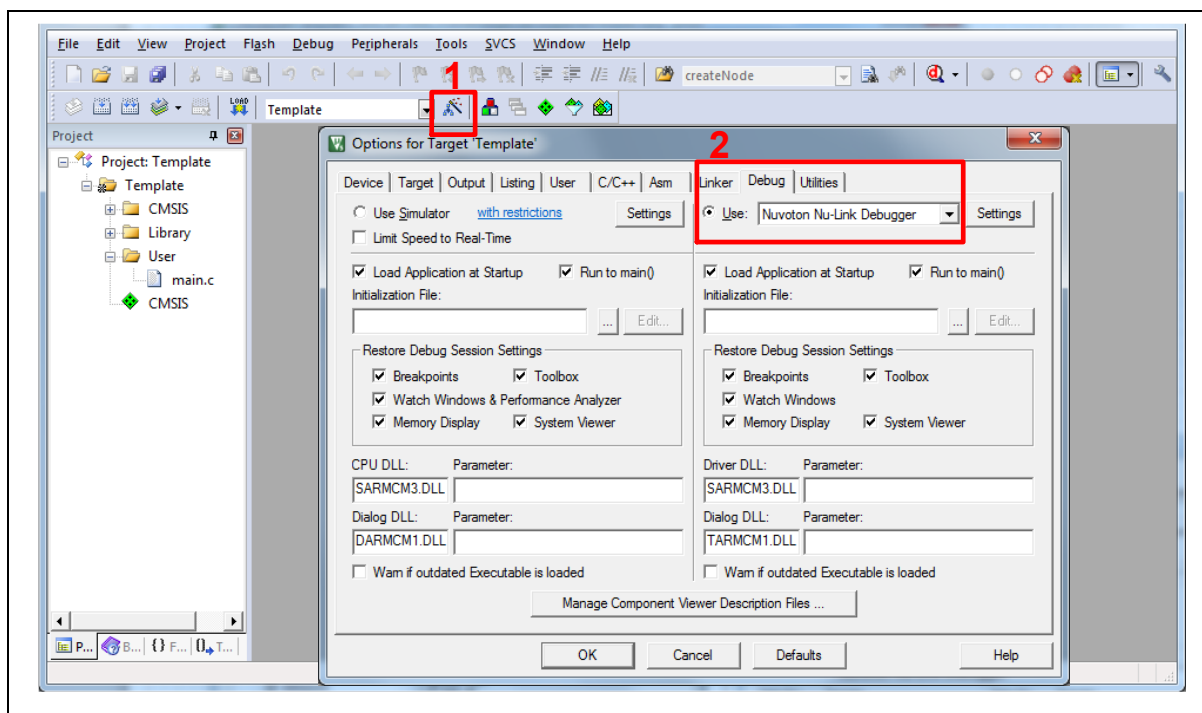 File Edit View Project Flash Debug Peripherals Tools SVCS Window Help
createNode
1
LOAD
Template
Project
Project: Template
Template
CMSIS
Library
User
main.c
CMSIS
P... B... {} F... 0 T...
Options for Target 'Template'
2
Device Target Output Listing User C/C++ Asm Linker Debug Utilities
Use Simulator with restrictions Settings Use: Nuvoton Nu-Link Debugger Settings
Limit Speed to Real-Time
Load Application at Startup Run to main() Load Application at Startup Run to main()
Initialization File: Initialization File:
... Edit... ... Edit...
Restore Debug Session Settings Restore Debug Session Settings
Breakpoints Toolbox Breakpoints Toolbox
Watch Windows & Performance Analyzer Watch Windows
Memory Display System Viewer Memory Display System Viewer
CPU DLL: Parameter: Driver DLL: Parameter:
SARMCM3.DLL SARMCM3.DLL
Dialog DLL: Parameter: Dialog DLL: Parameter:
DARMCM1.DLL TARMCM1.DLL
Warn if outdated Executable is loaded Warn if outdated Executable is loaded
Manage Component Viewer Description Files ...
OK Cancel Defaults Help